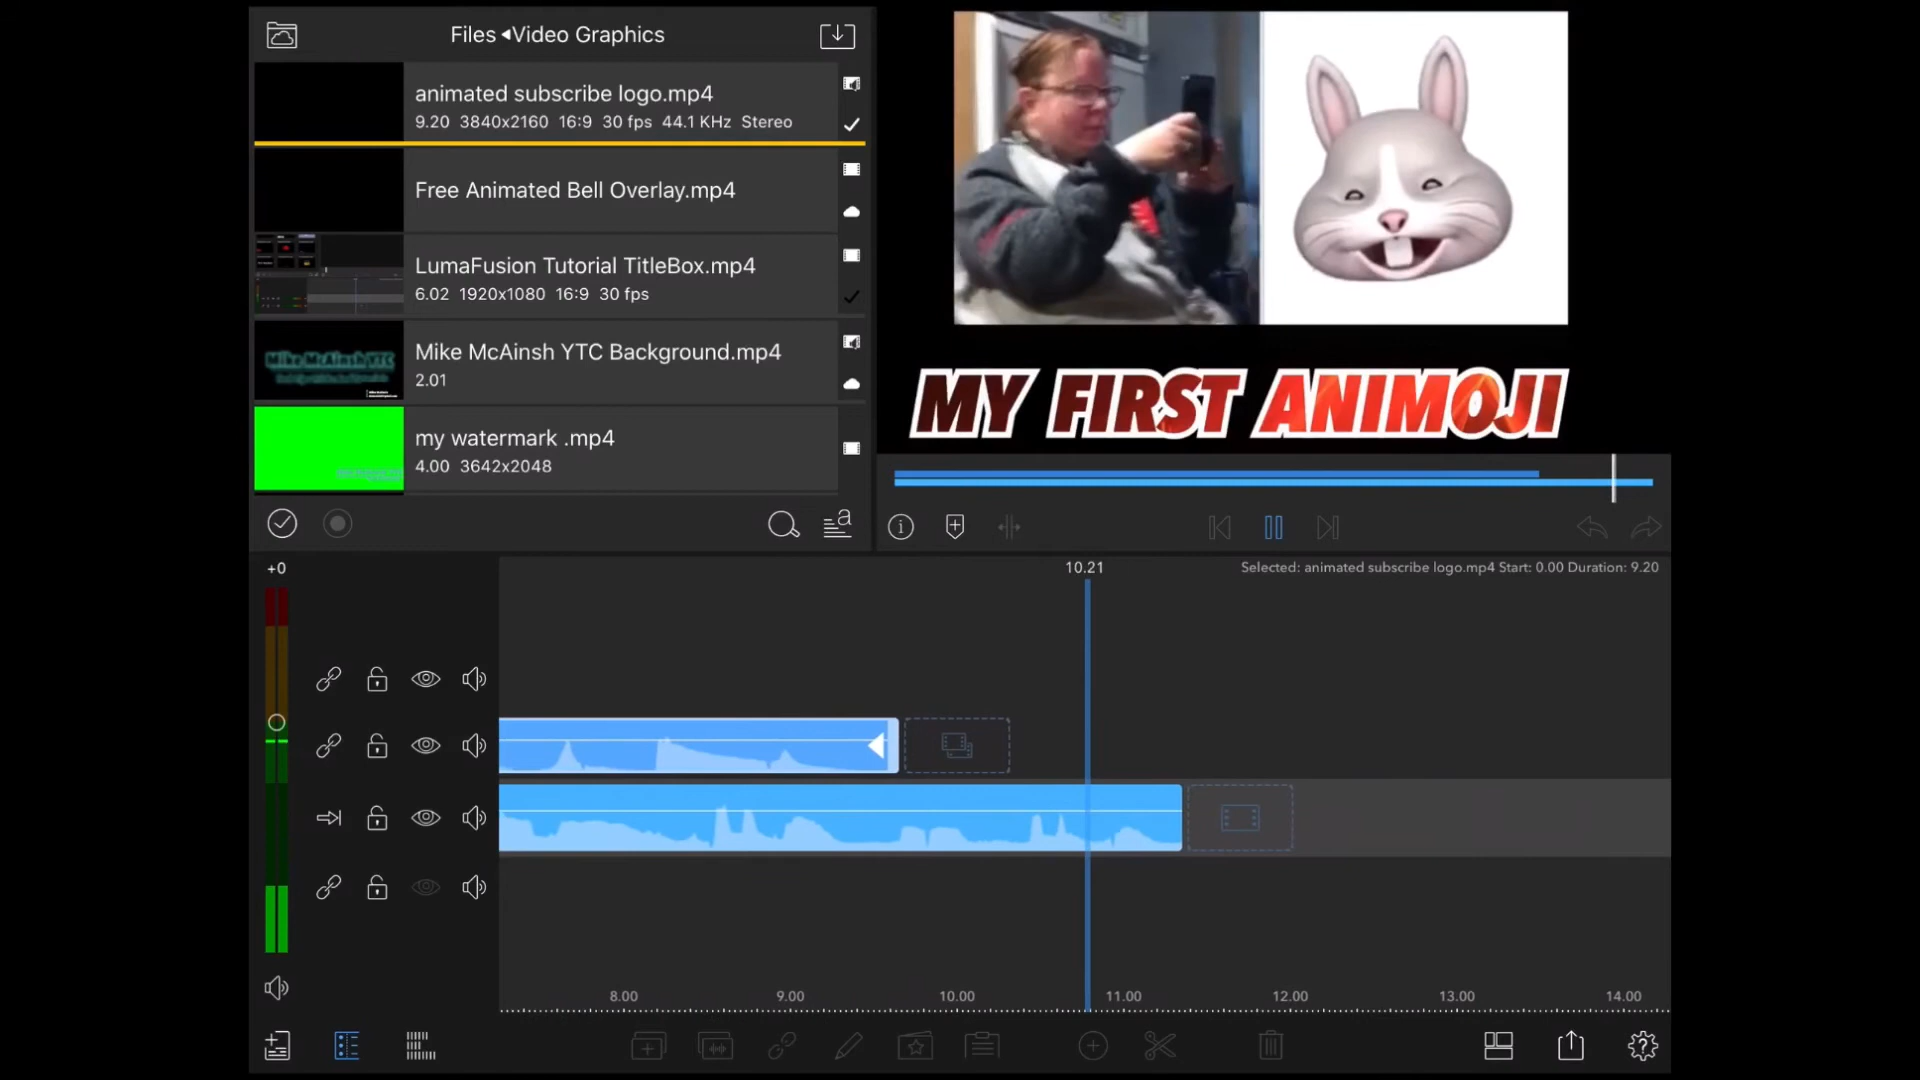 Files ◂Video Graphics
animated subscribe logo.mp4
9.20 3840x2160 16:9 30 fps 44.1 KHz Stereo
Free Animated Bell Overlay.mp4
LumaFusion Tutorial TitleBox.mp4
6.02 1920x1080 16:9 30 fps
Mike McAinsh YTC
Mike McAinsh YTC Background.mp4
2.01
my watermark .mp4
4.00 3642x2048
a
MY FIRST ANIMOJI
+0
10.21
Selected: animated subscribe logo.mp4 Start: 0.00 Duration: 9.20
8.00 9.00 10.00 11.00 12.00 13.00 14.00